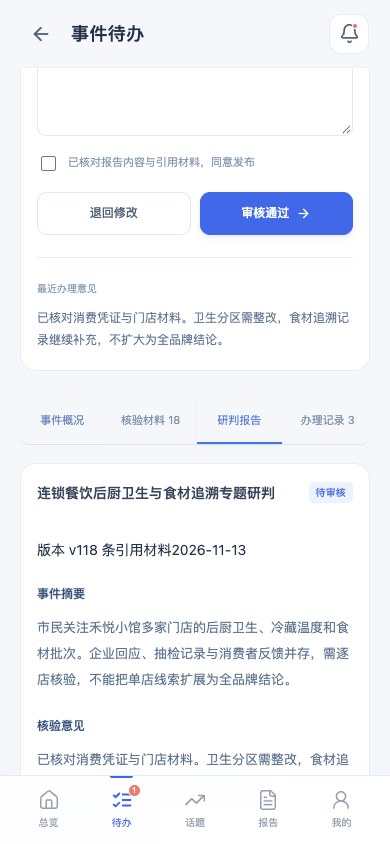 事件待办
已核对报告内容与引用材料，同意发布
退回修改
审核通过 →
最近办理意见
已核对消费凭证与门店材料。卫生分区需整改，食材追溯记
录继续补充，不扩大为全品牌结论。
事件概况 核验材料 18 研判报告 办理记录 3
连锁餐饮后厨卫生与食材追溯专题研判 待审核
版本 v118 条引用材料2026-11-13
事件摘要
市民关注禾悦小馆多家门店的后厨卫生、冷藏温度和食
材批次。企业回应、抽检记录与消费者反馈并存，需逐
店核验，不能把单店线索扩展为全品牌结论。
核验意见
已核对消费凭证与门店材料。卫生分区需整改，食材追
1
总览 待办 话题 报告 我的